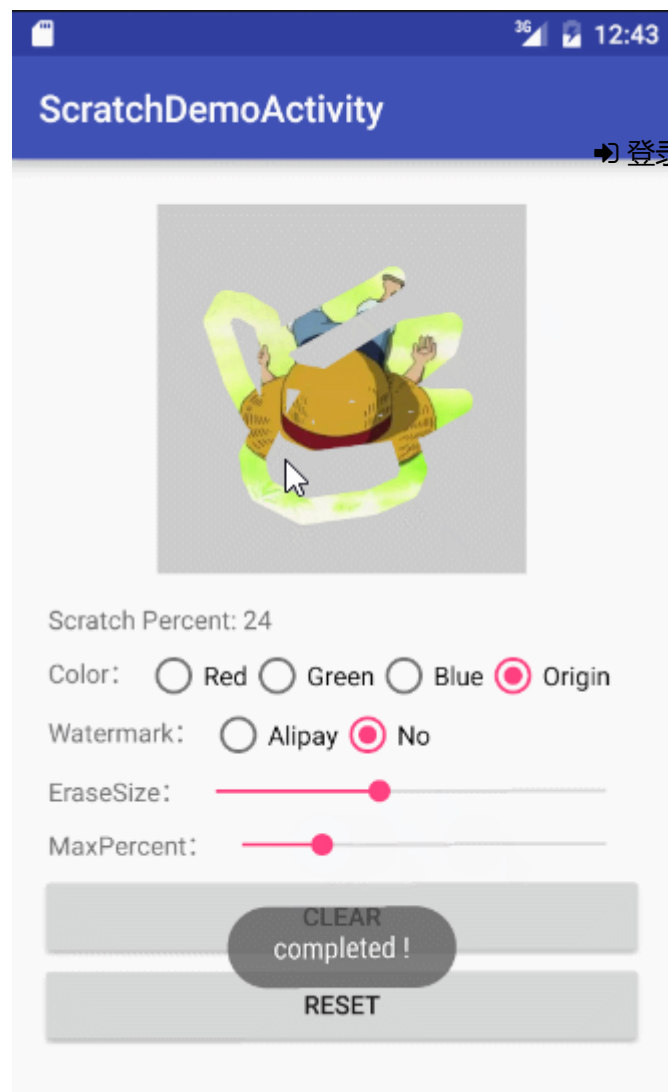 3G 12:43
ScratchDemoActivity
登录
Scratch Percent: 24
Color： Red Green Blue Origin
Watermark： Alipay No
EraseSize：
MaxPercent：
CLEAR
completed !
RESET